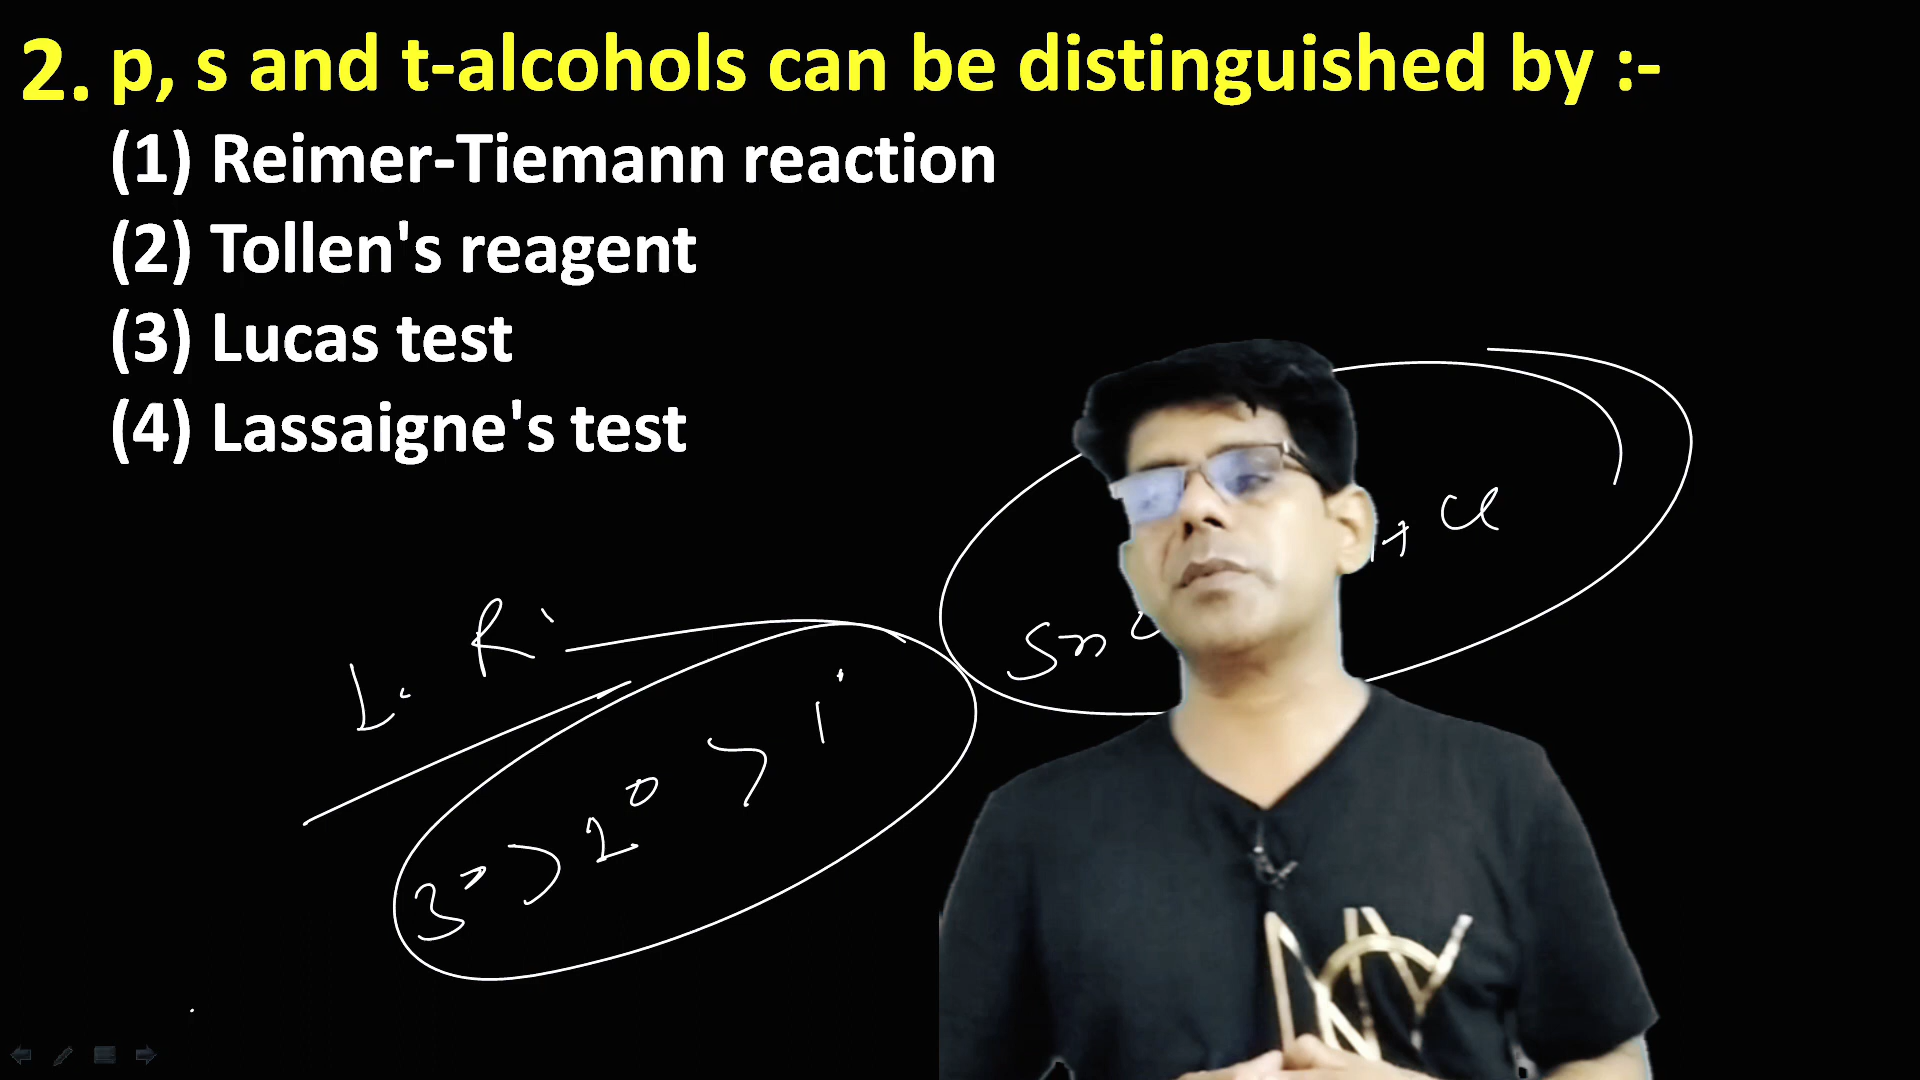 2. p, s and t-alcohols can be distinguished by :-
(1) Reimer-Tiemann reaction
(2) Tollen's reagent
(3) Lucas test
(4) Lassaigne's test
+ Cl
L. R.
3° > 2° > 1°